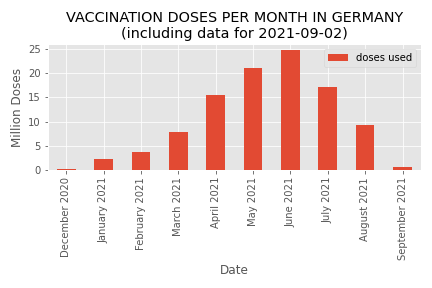 VACCINATION DOSES PER MONTH IN GERMANY
(including data for 2021-09-02)
doses used
Million Doses
25
20
15
10
5
0
December 2020
January 2021
February 2021
March 2021
April 2021
May 2021
June 2021
July 2021
August 2021
September 2021
Date